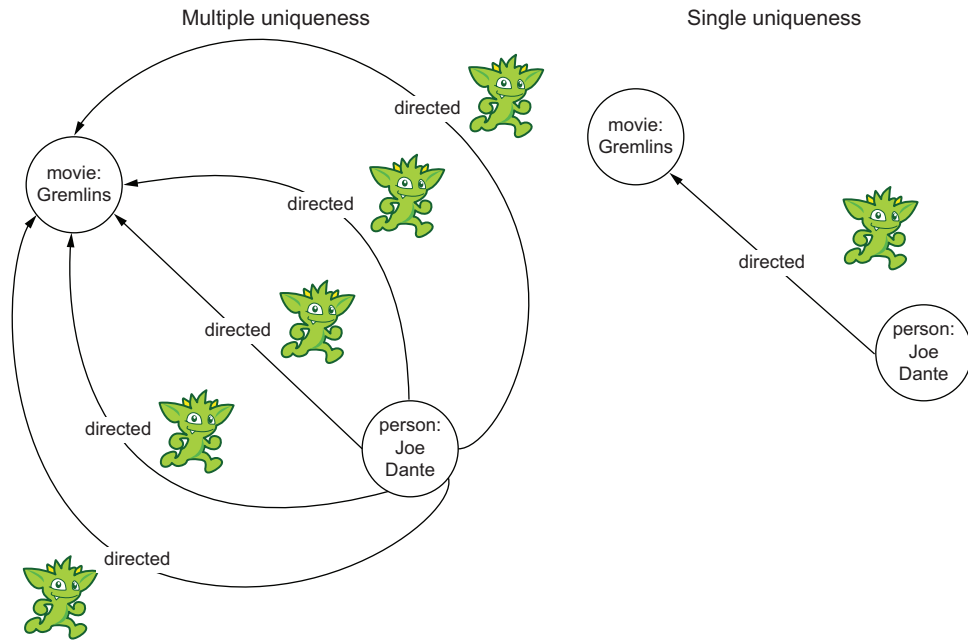 Multiple uniqueness
Single uniqueness
directed
movie:
Gremlins
directed
directed
person:
Joe
Dante
directed
directed
movie:
Gremlins
directed
person:
Joe
Dante